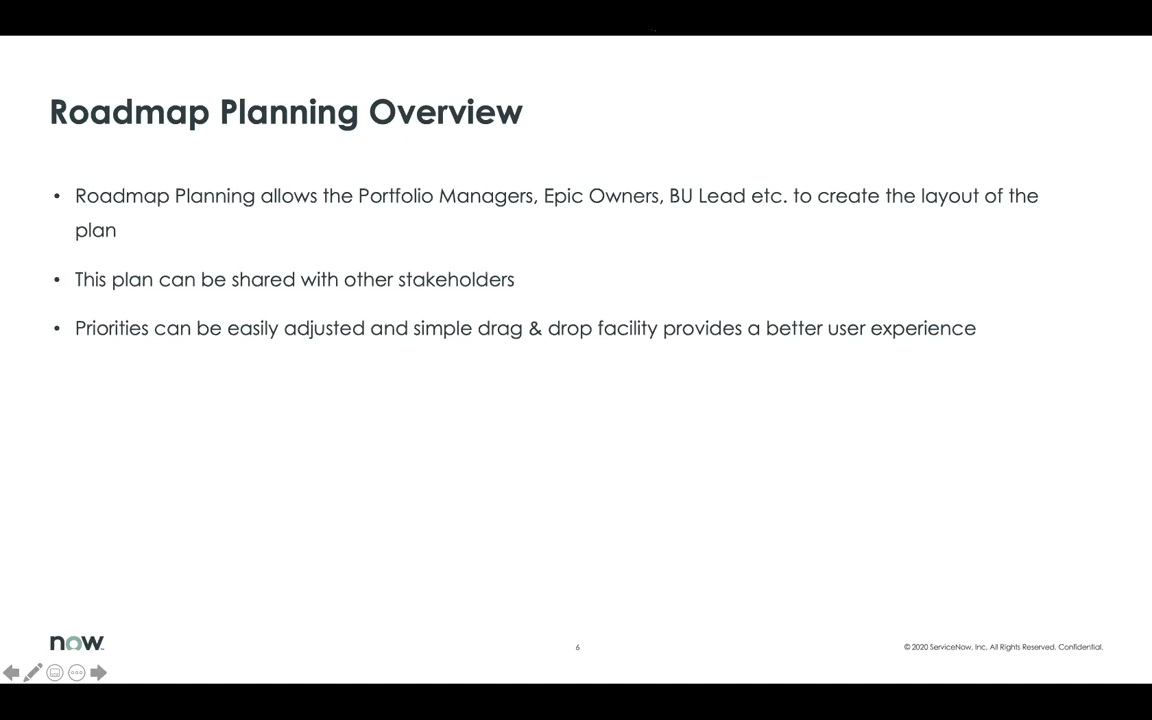 Roadmap Planning Overview
• Roadmap Planning allows the Portfolio Managers, Epic Owners, BU Lead etc. to create the layout of the
plan
• This plan can be shared with other stakeholders
• Priorities can be easily adjusted and simple drag & drop facility provides a better user experience
now
6
© 2020 ServiceNow, Inc. All Rights Reserved. Confidential.